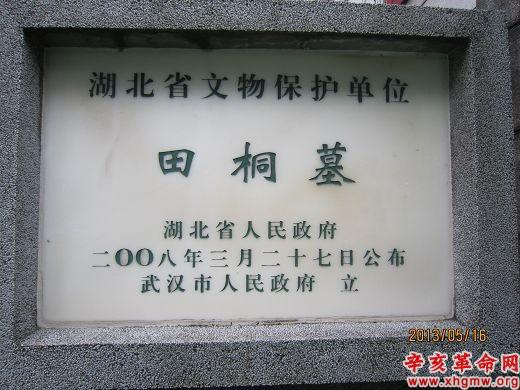 湖北省文物保护单位
田桐墓
湖北省人民政府
二〇〇八年三月二十七日公布
武汉市人民政府 立
2013/05/16
辛亥革命网
www.xhgmw.org